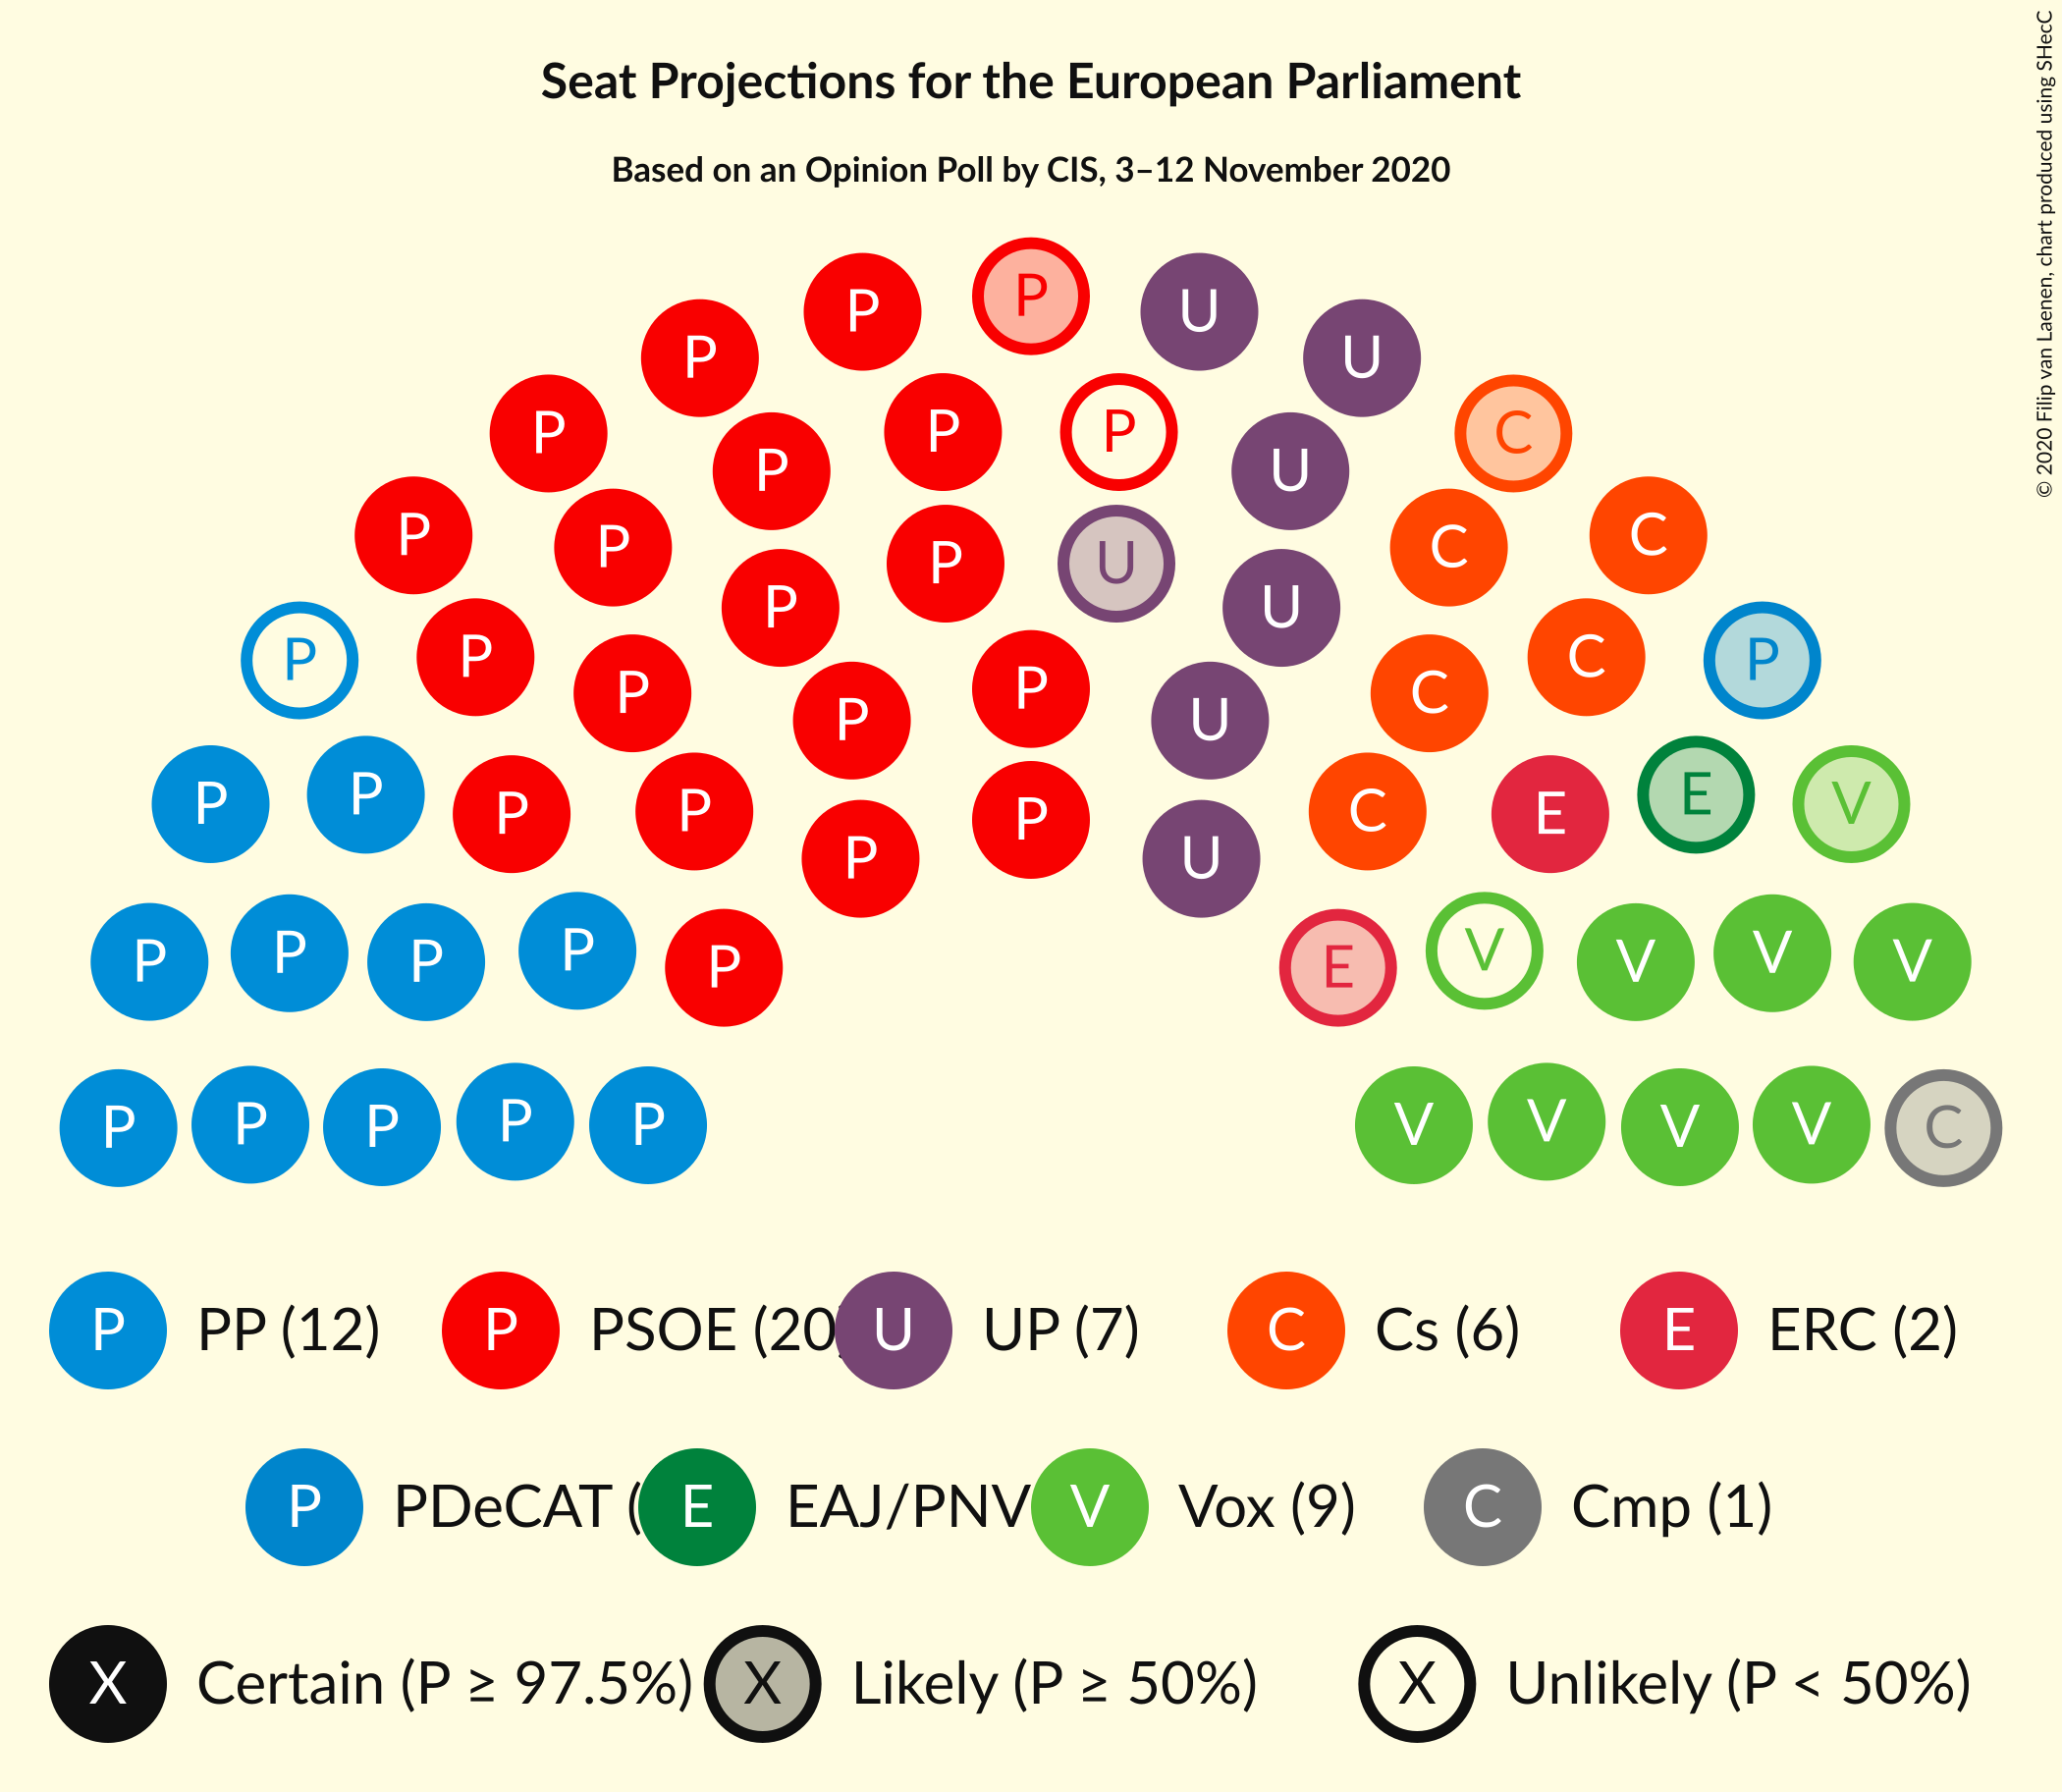 Seat Projections for the European Parliament
Based on an Opinion Poll by CIS, 3–12 November 2020
© 2020 Filip van Laenen, chart produced using SHecC
P P P U U
P P P P U C
P P P U U C C
P P P P P U C C P
P P P P P P U C C E E V
P P P P P E V V V V
P P P P P V V V V C
P PP (12) P PSOE (20 U UP (7) C Cs (6) E ERC (2)
P PDeCAT ( E EAJ/PNV V Vox (9) C Cmp (1)
X Certain (P ≥ 97.5%) X Likely (P ≥ 50%) X Unlikely (P < 50%)